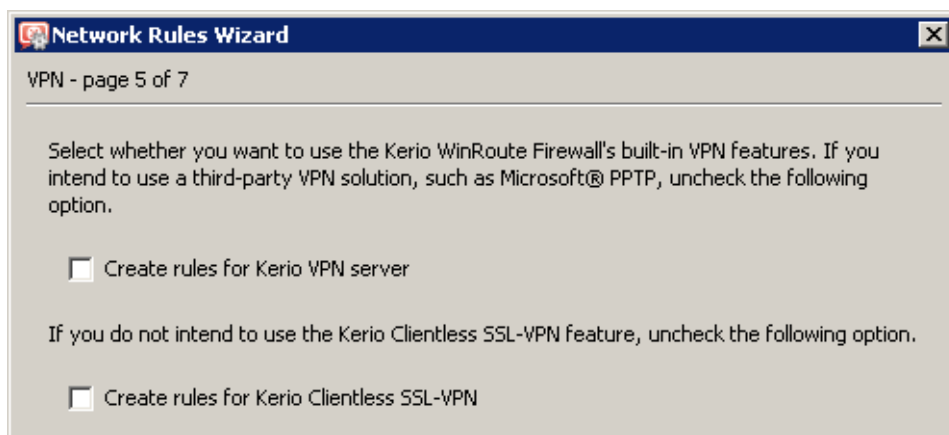 Network Rules Wizard
VPN - page 5 of 7
Select whether you want to use the Kerio WinRoute Firewall's built-in VPN features. If you
intend to use a third-party VPN solution, such as Microsoft® PPTP, uncheck the following
option.
Create rules for Kerio VPN server
If you do not intend to use the Kerio Clientless SSL-VPN feature, uncheck the following option.
Create rules for Kerio Clientless SSL-VPN